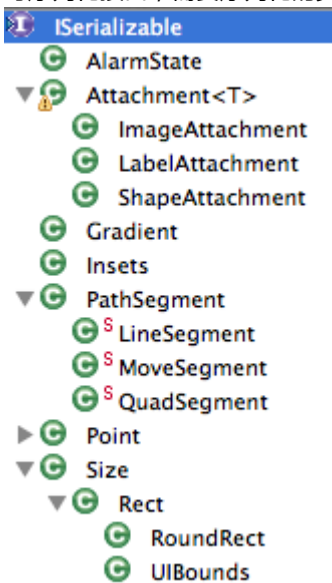 ISerializable
AlarmState
Attachment<T>
ImageAttachment
LabelAttachment
ShapeAttachment
Gradient
Insets
PathSegment
S LineSegment
S MoveSegment
S QuadSegment
Point
Size
Rect
RoundRect
UIBounds